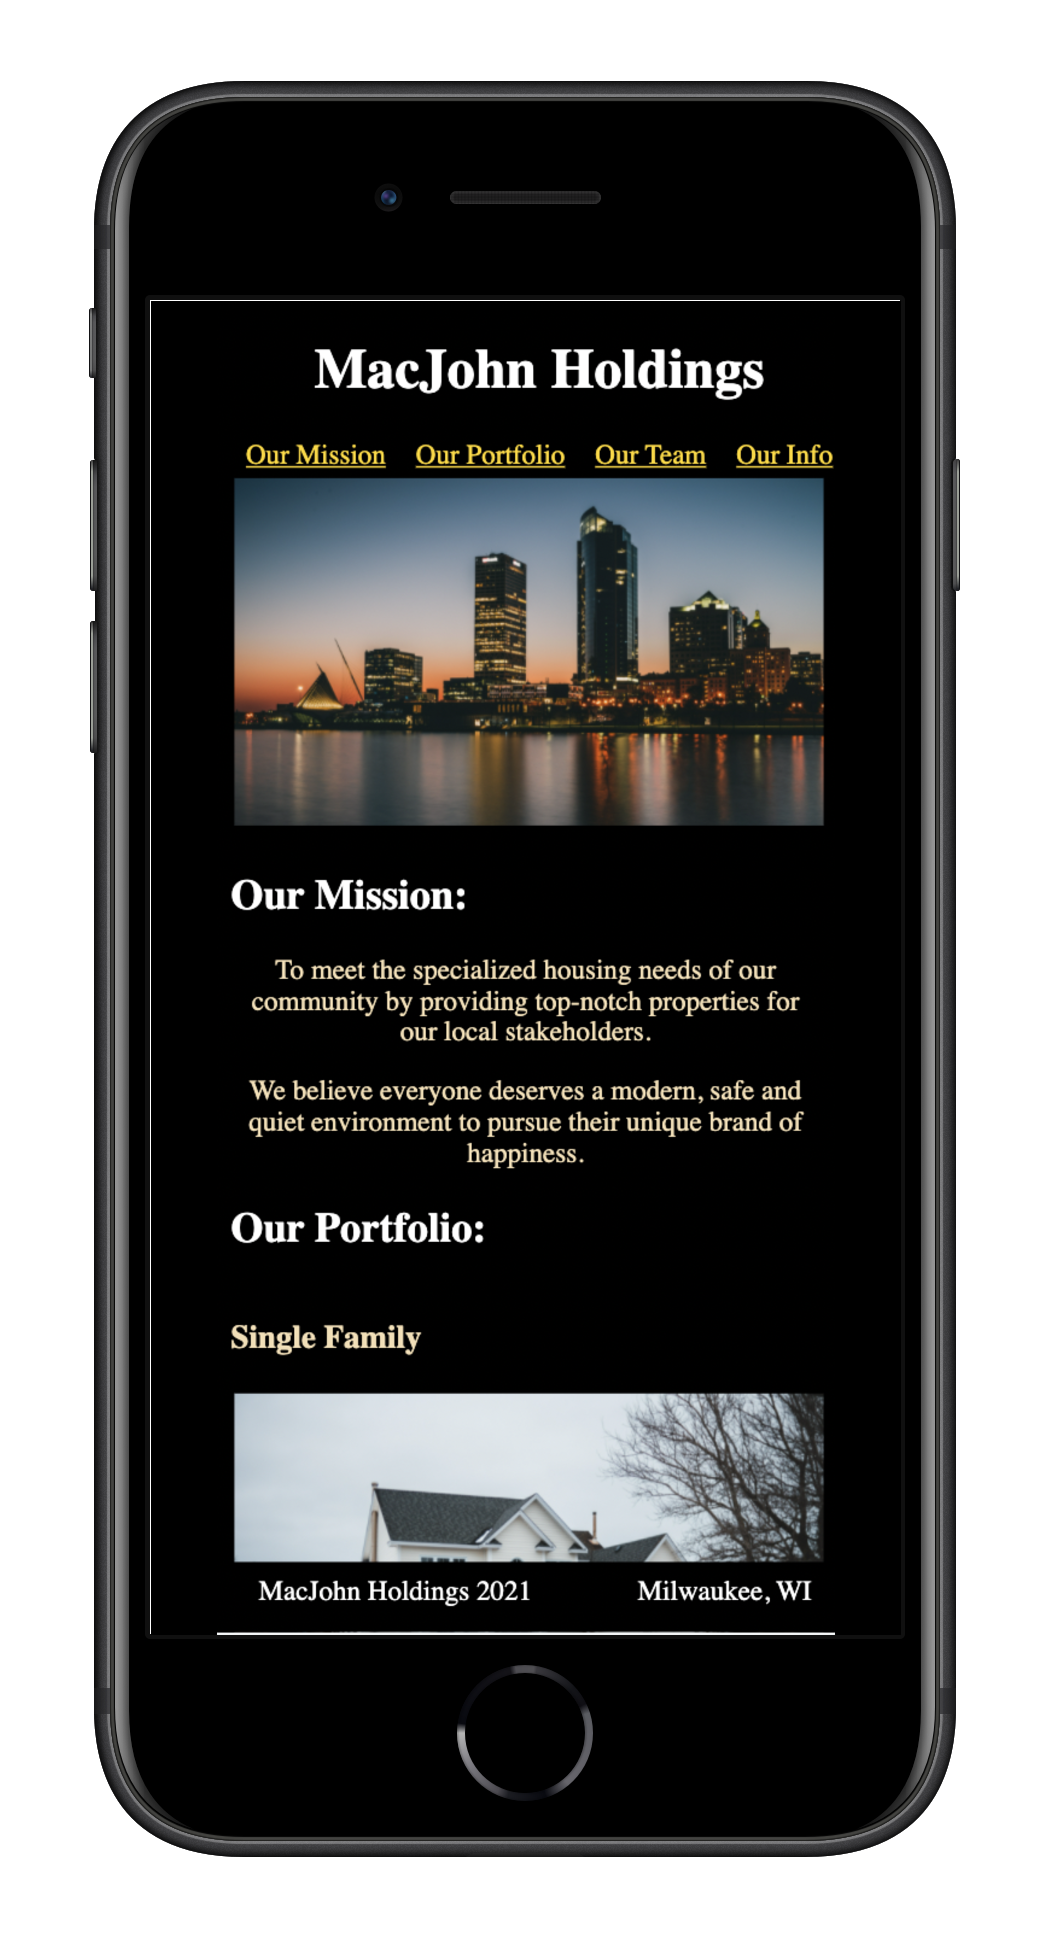 MacJohn Holdings
Our Mission Our Portfolio Our Team Our Info
Our Mission:
To meet the specialized housing needs of our
community by providing top-notch properties for
our local stakeholders.
We believe everyone deserves a modern, safe and
quiet environment to pursue their unique brand of
happiness.
Our Portfolio:
Single Family
MacJohn Holdings 2021 Milwaukee, WI